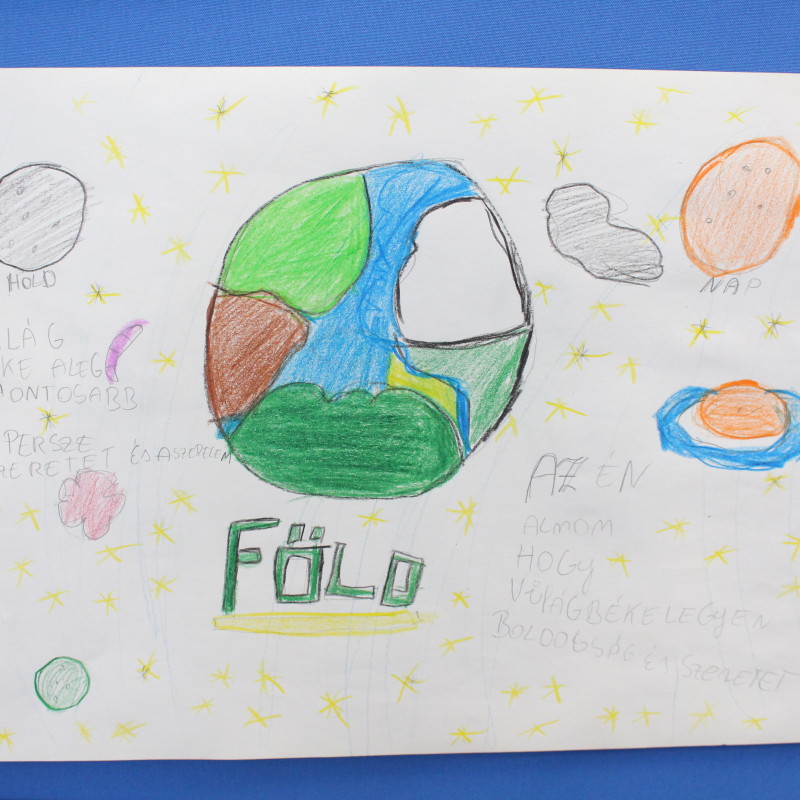 HOLD
NAP
LÁG
KE ALEG
ONTOSABB
PERSZE
ERETET ÉS A SZERELEM
FÖLD
AZ ÉN
ALMOM
HOGY
VILÁGBÉKE LEGYEN
BOLDOGSÁG ÉS SZERETET